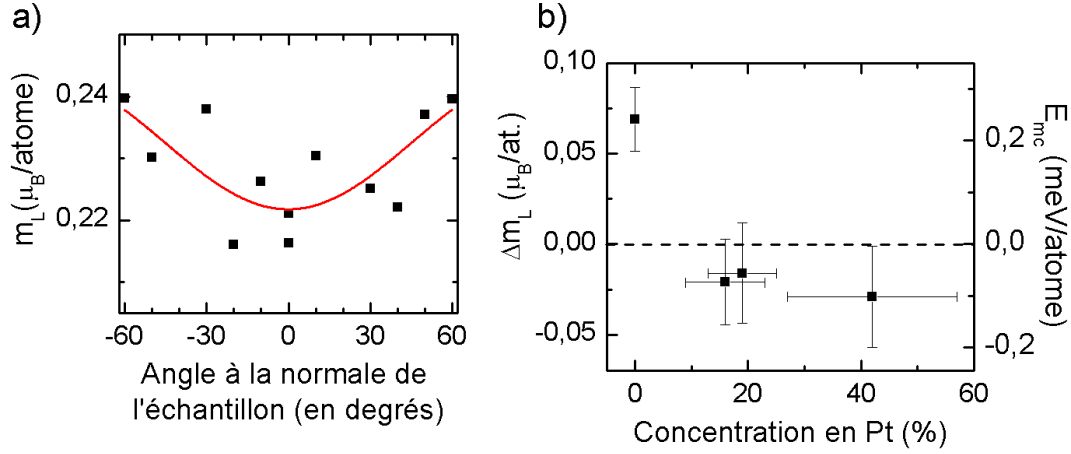 a)
m_L(μ_B/atome)
0,24
0,22
-60
-30
0
30
60
Angle à la normale de
l'échantillon (en degrés)
b)
Δm_L (μ_B/at.)
0,10
0,05
0,00
-0,05
0
20
40
60
Concentration en Pt (%)
0,2
0,0
-0,2
E_mc (meV/atome)